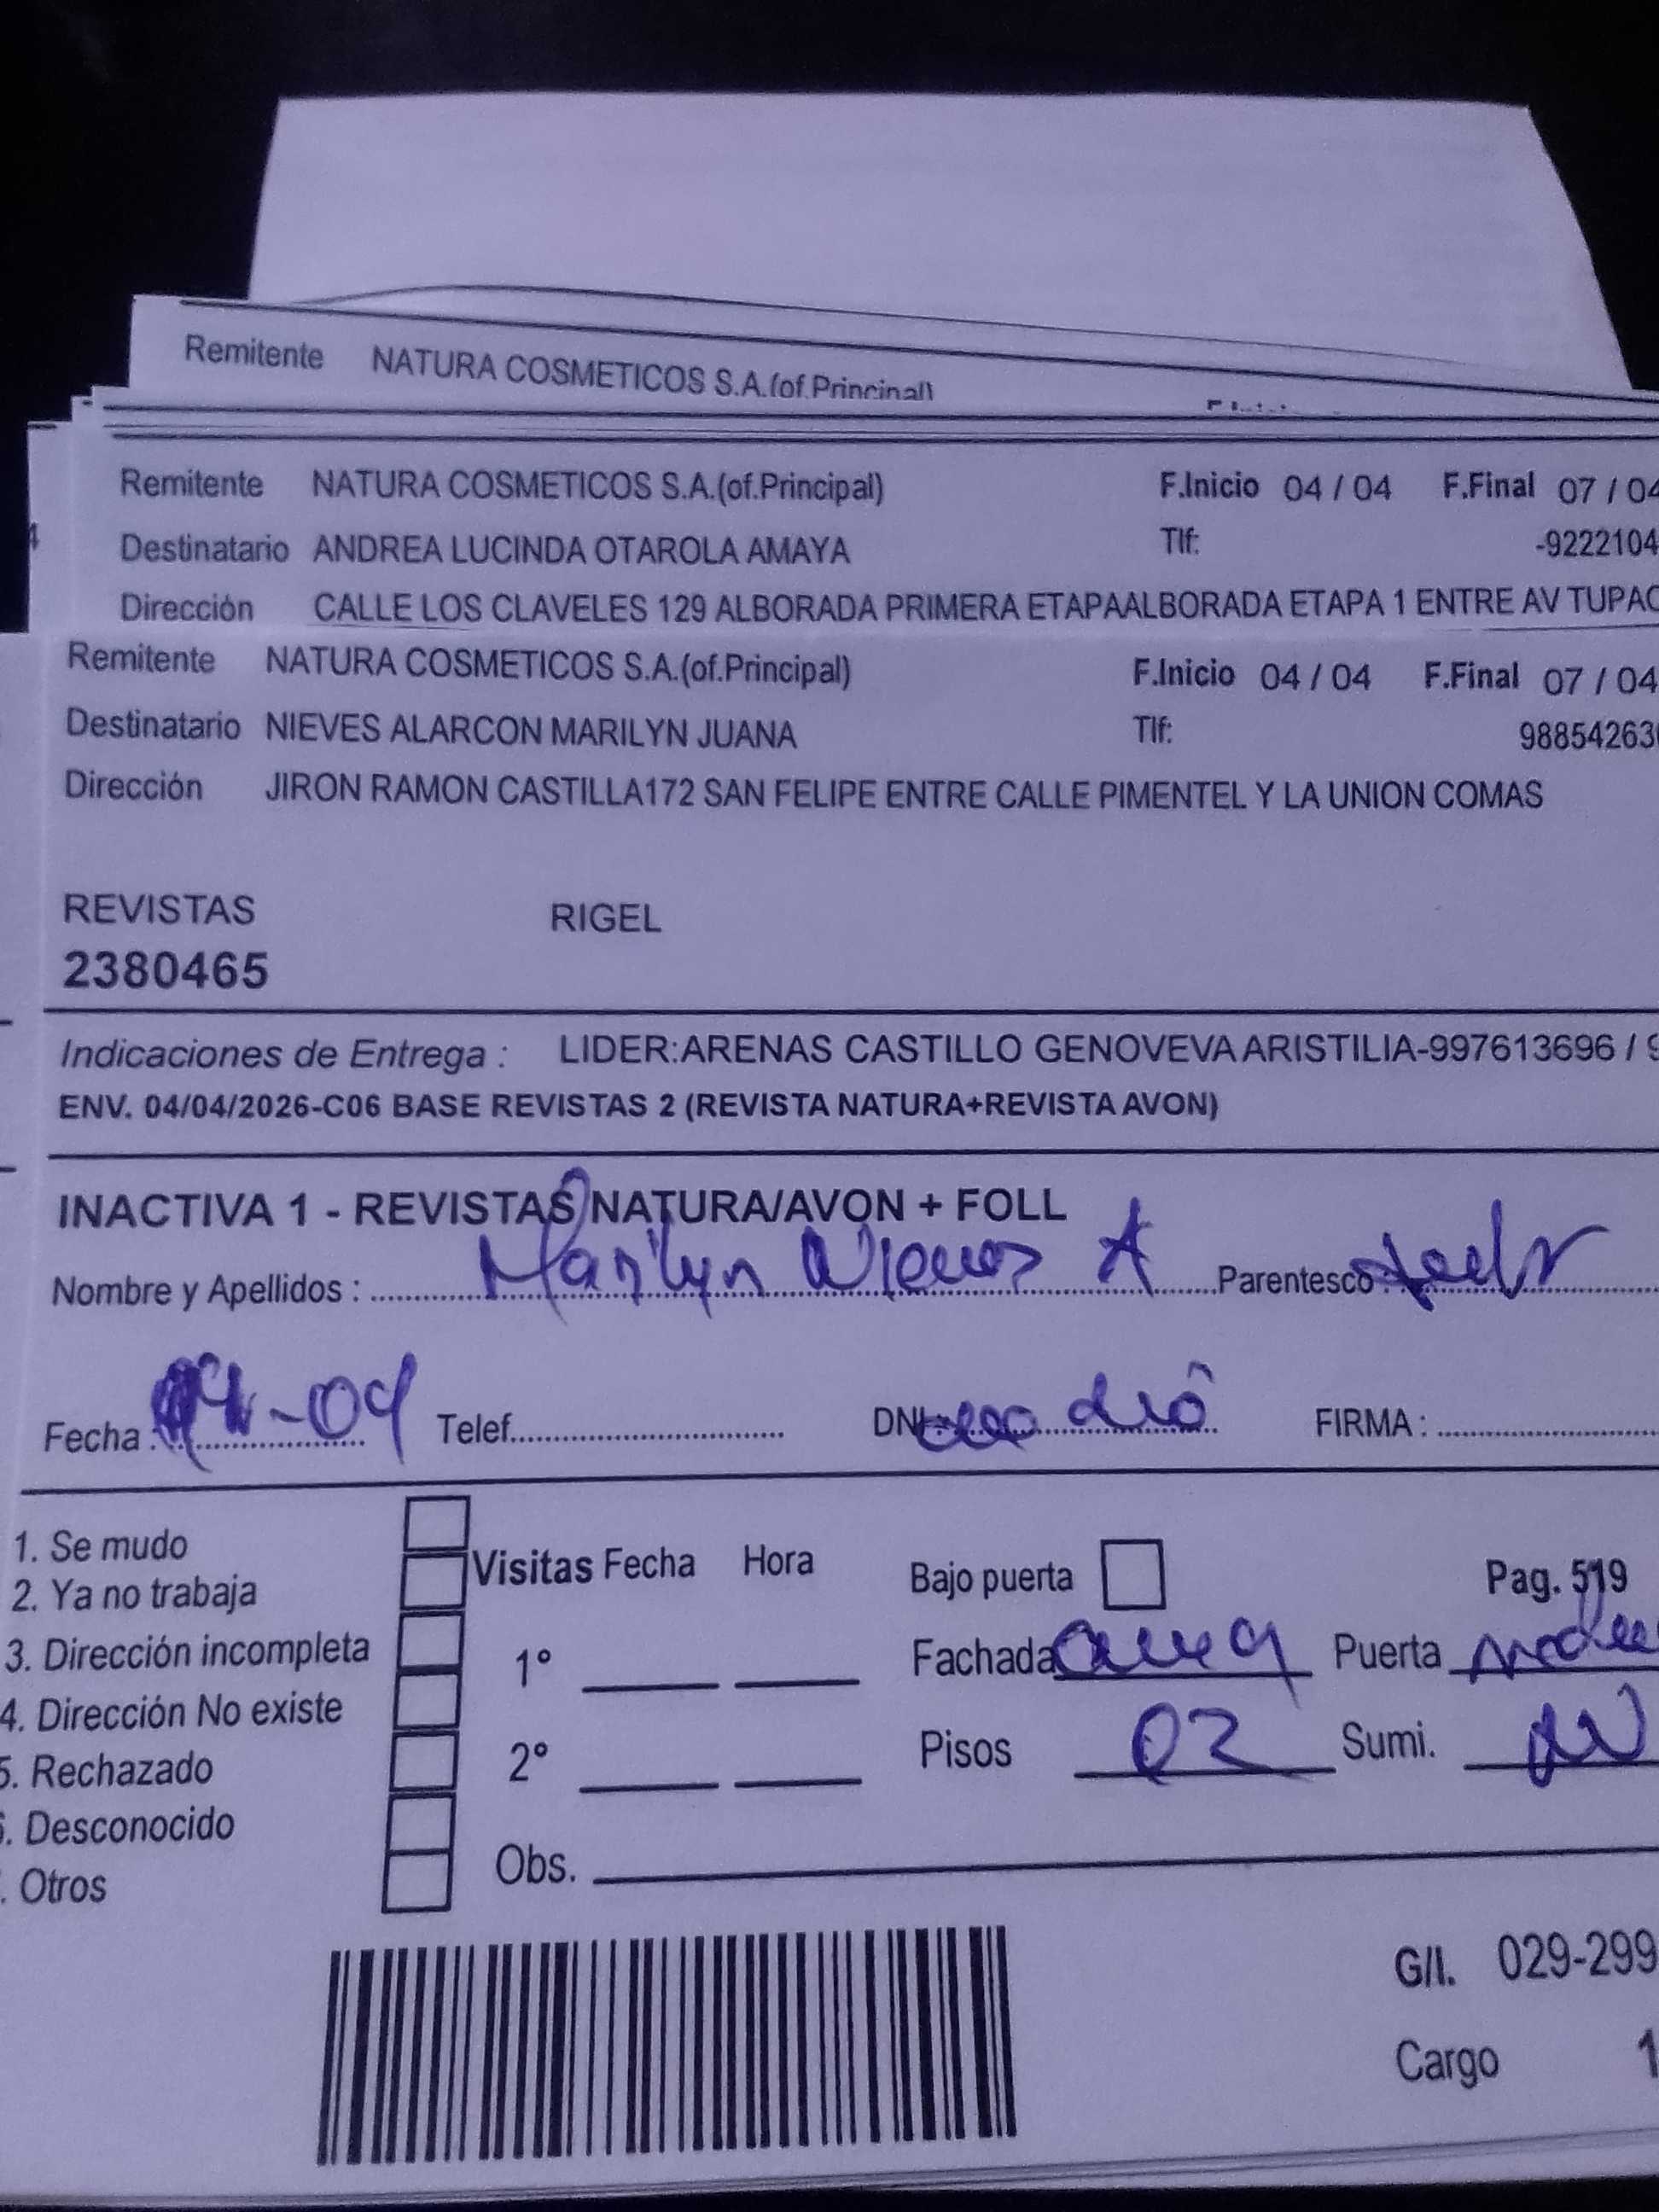 Remitente NATURA COSMETICOS S.A.(of.Principal)
Remitente NATURA COSMETICOS S.A.(of.Principal) F.Inicio 04 / 04 F.Final 07 / 04
Destinatario ANDREA LUCINDA OTAROLA AMAYA Tlf: -9222104
Dirección CALLE LOS CLAVELES 129 ALBORADA PRIMERA ETAPAALBORADA ETAPA 1 ENTRE AV TUPAC
Remitente NATURA COSMETICOS S.A.(of.Principal) F.Inicio 04 / 04 F.Final 07 / 04
Destinatario NIEVES ALARCON MARILYN JUANA Tlf: 98854263
Dirección JIRON RAMON CASTILLA172 SAN FELIPE ENTRE CALLE PIMENTEL Y LA UNION COMAS
REVISTAS RIGEL
2380465
Indicaciones de Entrega : LIDER:ARENAS CASTILLO GENOVEVA ARISTILIA-997613696 / 9
ENV. 04/04/2026-C06 BASE REVISTAS 2 (REVISTA NATURA+REVISTA AVON)
INACTIVA 1 - REVISTAS NATURA/AVON + FOLL
Nombre y Apellidos : Marilyn Nieves A Parentesco
Fecha : -04 Telef. DNI: dio FIRMA :
1. Se mudo
2. Ya no trabaja Visitas Fecha Hora Bajo puerta Pag. 519
3. Dirección incompleta 1° Fachada Puerta
4. Dirección No existe
5. Rechazado 2° Pisos 02 Sumi.
. Desconocido
. Otros Obs.
G/I. 029-299
Cargo 1